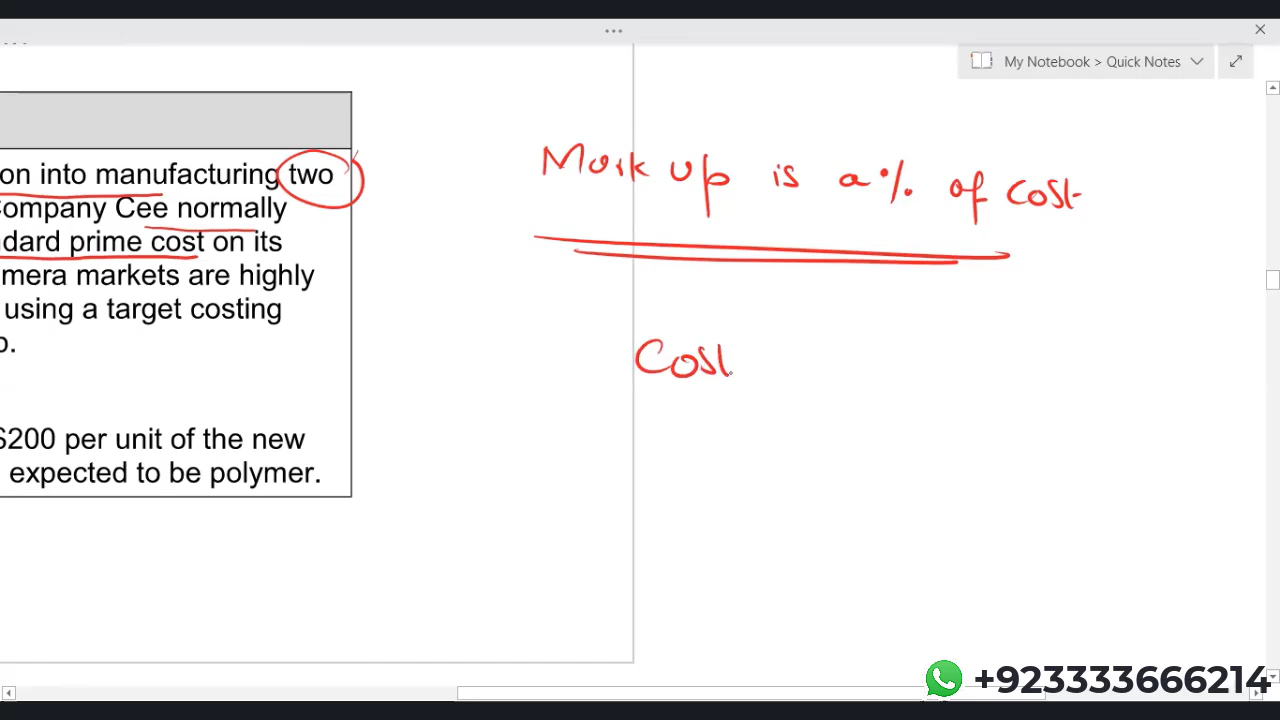 My Notebook > Quick Notes
on into manufacturing two
Company Cee normally
ndard prime cost on its
mera markets are highly
using a target costing
p.
$200 per unit of the new
expected to be polymer.
Mark up is a % of cost
Cost
+923333666214